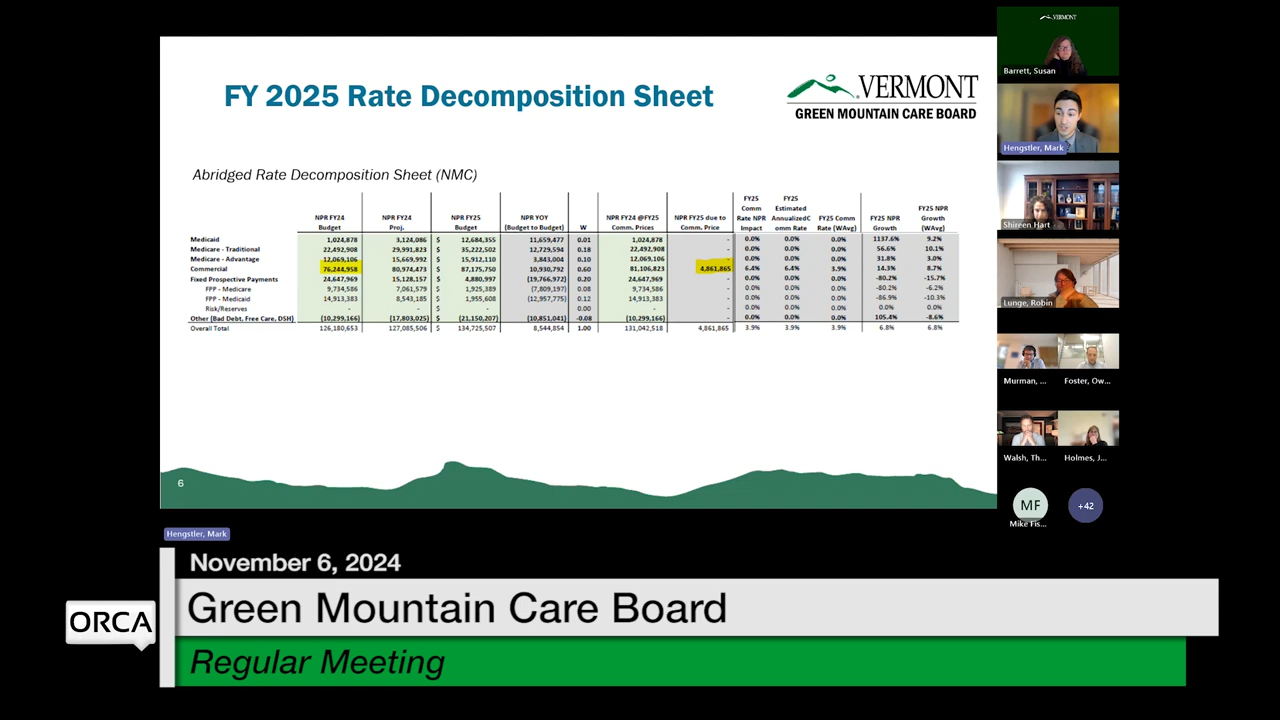 FY 2025 Rate Decomposition Sheet
VERMONT
GREEN MOUNTAIN CARE BOARD
Abridged Rate Decomposition Sheet (NMC)
NPR FY24 Budget NPR FY24 Proj. NPR FY25 Budget NPR YOY (Budget to Budget) W NPR FY24 @FY25 Comm. Prices NPR FY25 due to Comm. Price FY25 Comm Rate NPR Impact FY25 Estimated AnnualizedC omm Rate FY25 Comm Rate (WAvg) FY25 NPR Growth FY25 NPR Growth (WAvg)
Medicaid 1,024,878 3,124,086 $ 12,684,355 11,659,477 0.01 1,024,878 - 0.0% 0.0% 0.0% 1137.6% 9.2%
Medicare - Traditional 22,492,908 29,991,823 $ 35,222,502 12,729,594 0.18 22,492,908 - 0.0% 0.0% 0.0% 56.6% 10.1%
Medicare - Advantage 12,069,106 15,669,992 $ 15,912,110 3,843,004 0.10 12,069,106 - 0.0% 0.0% 0.0% 31.8% 3.0%
Commercial 76,244,958 80,974,473 $ 87,175,750 10,930,792 0.60 81,106,823 4,861,865 6.4% 6.4% 3.9% 14.3% 8.7%
Fixed Prospective Payments 24,647,969 15,128,157 $ 4,880,997 (19,766,972) 0.20 24,647,969 - 0.0% 0.0% 0.0% -80.2% -15.7%
FPP - Medicare 9,734,586 7,061,579 $ 1,925,389 (7,809,197) 0.08 9,734,586 - 0.0% 0.0% 0.0% -80.2% -6.2%
FPP - Medicaid 14,913,383 8,543,185 $ 1,955,608 (12,957,775) 0.12 14,913,383 - 0.0% 0.0% 0.0% -86.9% -10.3%
Risk/Reserves - - $ - - 0.00 - - 0.0% 0.0% 0.0% 0.0% 0.0%
Other (Bad Debt, Free Care, DSH) (10,299,166) (17,803,025) $ (21,150,207) (10,851,041) -0.08 (10,299,166) - 0.0% 0.0% 0.0% 105.4% -8.6%
Overall Total 126,180,653 127,085,506 $ 134,725,507 8,544,854 1.00 131,042,518 4,861,865 3.9% 3.9% 3.9% 6.8% 6.8%
6
VERMONT
Barrett, Susan
Hengstler, Mark
Shireen Hart
Lunge, Robin
Murman, ...
Foster, Ow...
Walsh, Th...
Holmes, J...
MF
+42
Mike Fis...
Hengstler, Mark
November 6, 2024
ORCA
Green Mountain Care Board
Regular Meeting